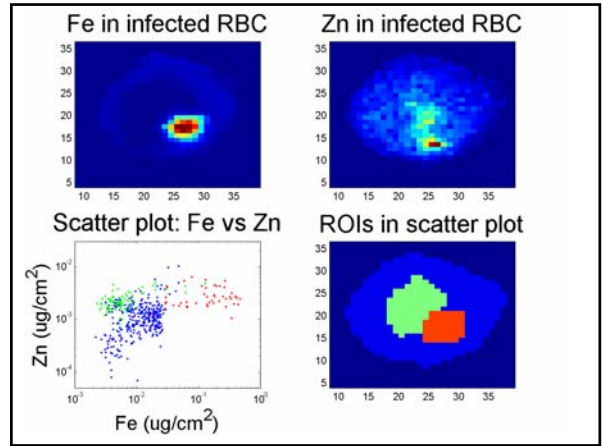 Fe in infected RBC
Zn in infected RBC
35
30
25
20
15
10
5
10 15 20 25 30 35
35
30
25
20
15
10
5
10 15 20 25 30 35
Scatter plot: Fe vs Zn
ROIs in scatter plot
Zn (ug/cm²)
10⁻²
10⁻³
10⁻⁴
10⁻³ 10⁻² 10⁻¹ 10⁰
Fe (ug/cm²)
35
30
25
20
15
10
5
10 15 20 25 30 35